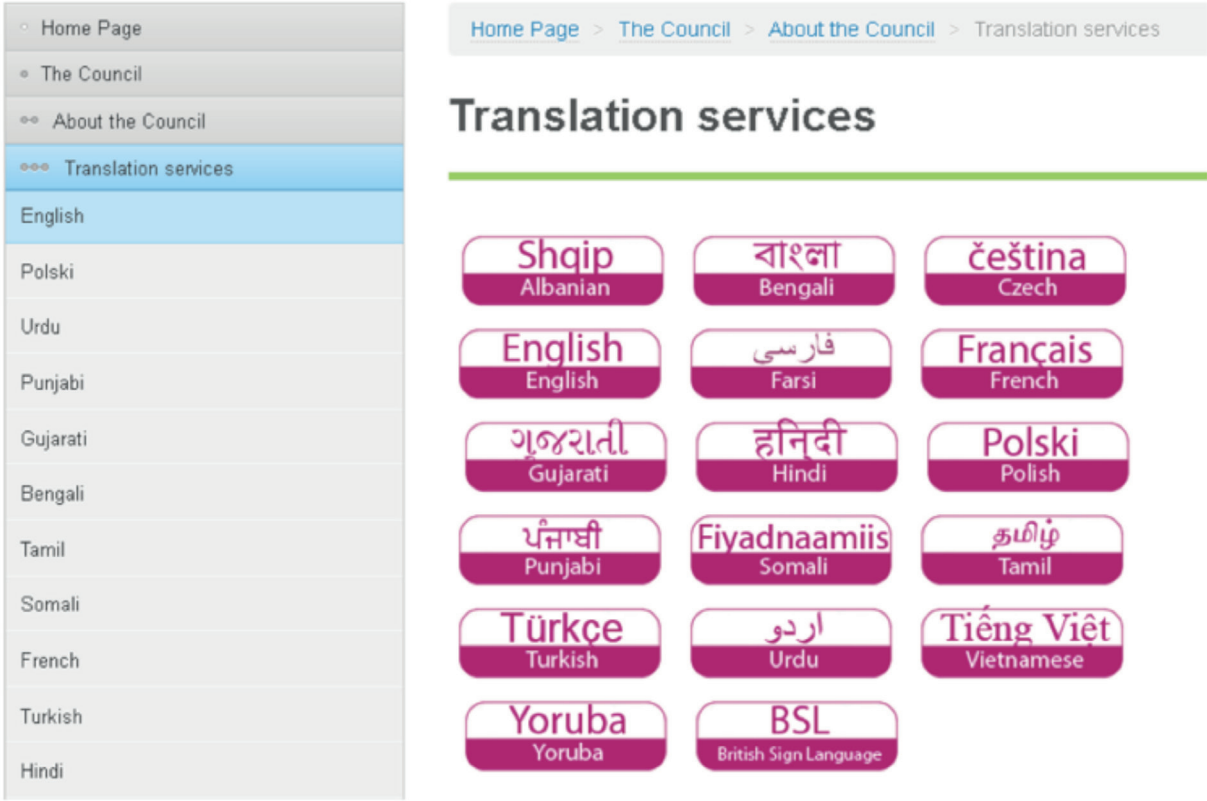 Home Page
The Council
About the Council
Translation services
English
Polski
Urdu
Punjabi
Gujarati
Bengali
Tamil
Somali
French
Turkish
Hindi
Home Page > The Council > About the Council > Translation services
Translation services
Shqip
Albanian
বাংলা
Bengali
čeština
Czech
English
English
فارسی
Farsi
Français
French
ગુજરાતી
Gujarati
हनि्दी
Hindi
Polski
Polish
ਪੰਜਾਬੀ
Punjabi
Fiyadnaamiis
Somali
தமிழ்
Tamil
Türkçe
Turkish
اردو
Urdu
Tiếng Việt
Vietnamese
Yoruba
Yoruba
BSL
British Sign Language